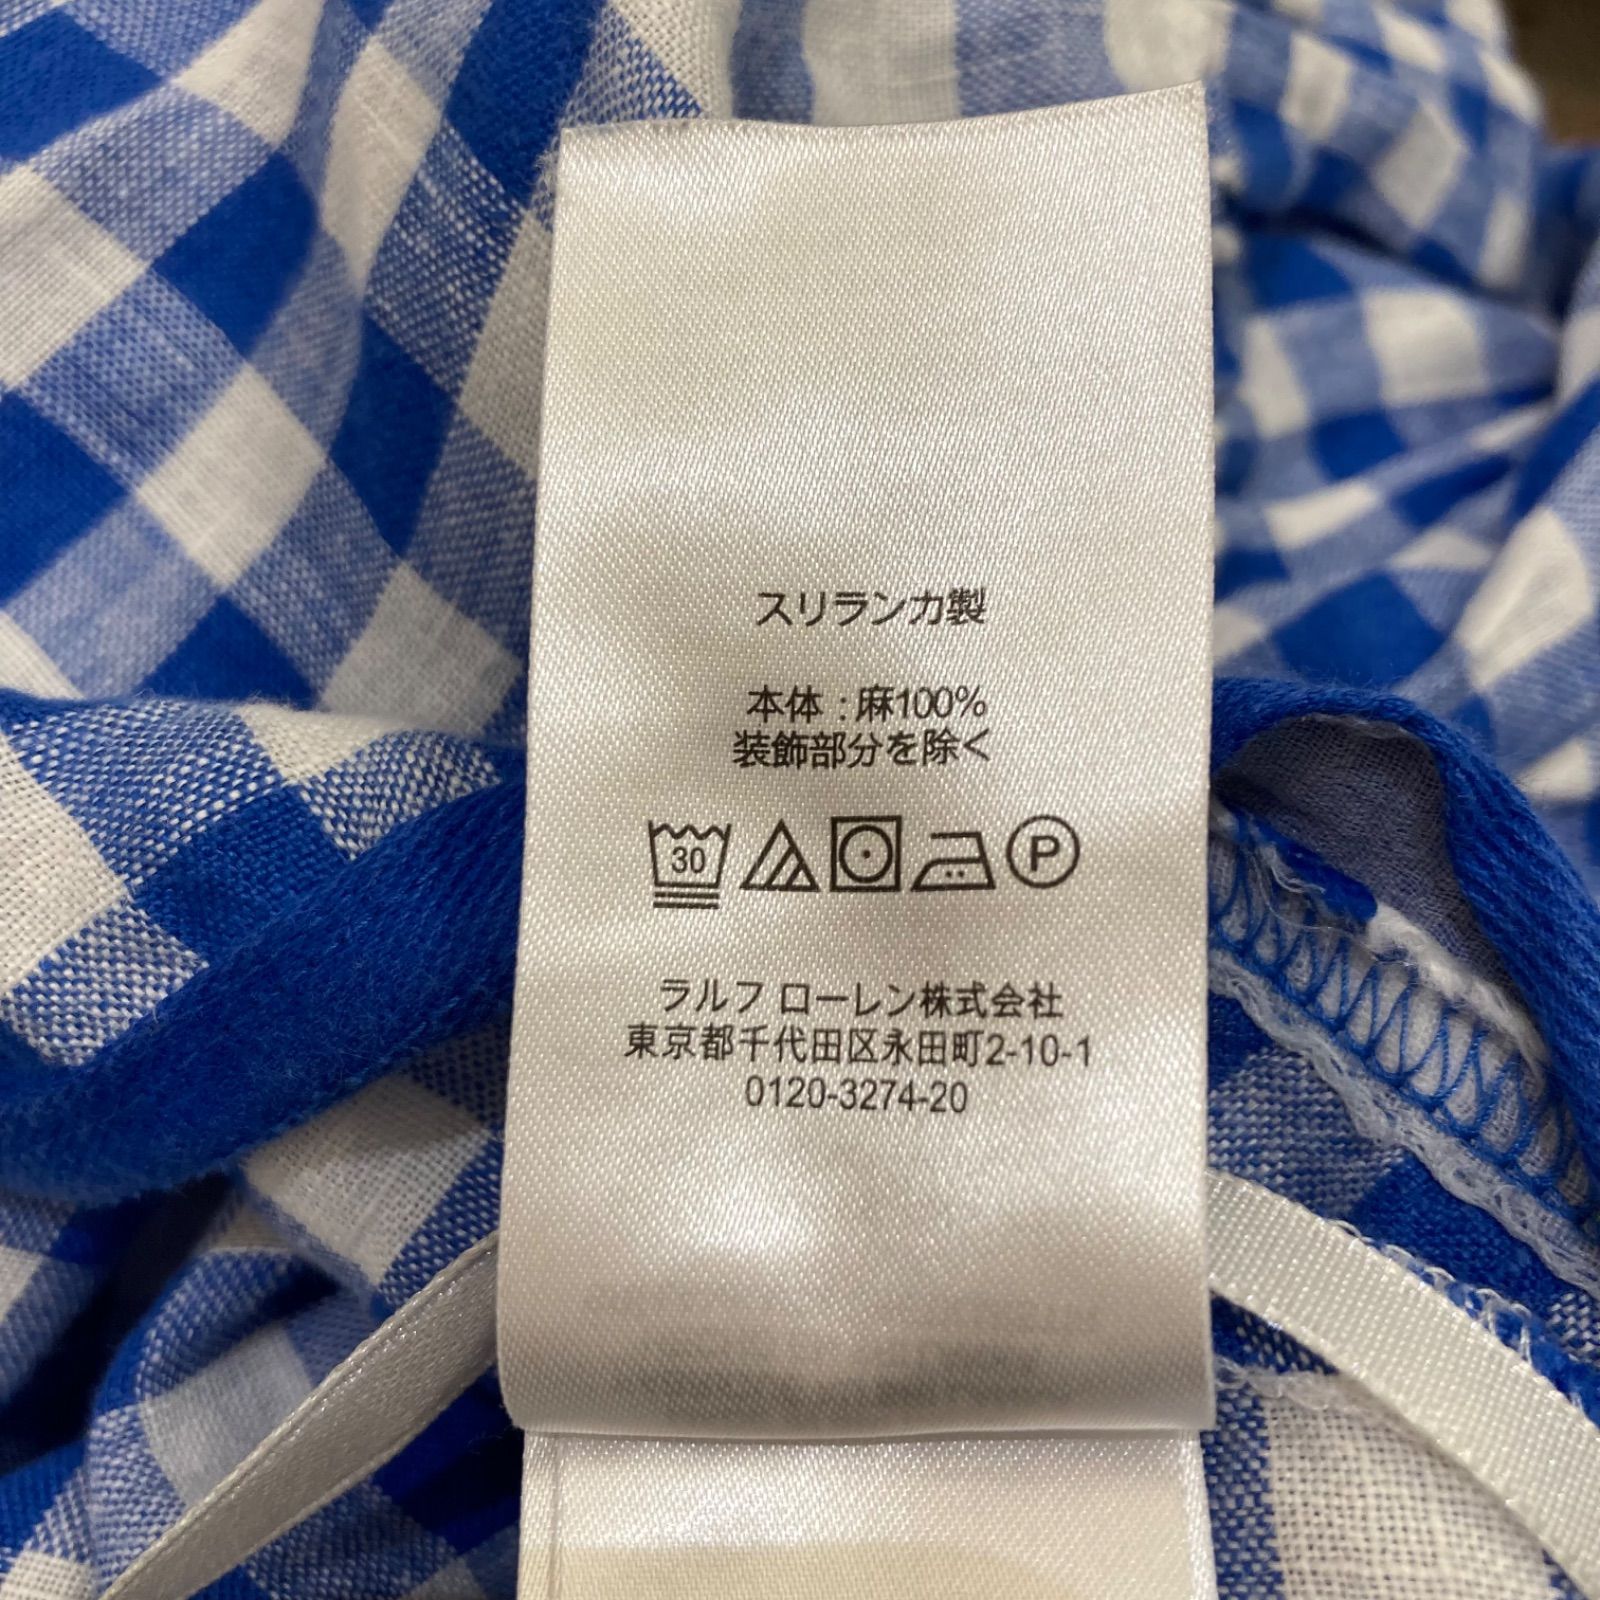 スリランカ製
本体 : 麻100%
装飾部分を除く
30 P
ラルフ ローレン株式会社
東京都千代田区永田町2-10-1
0120-3274-20